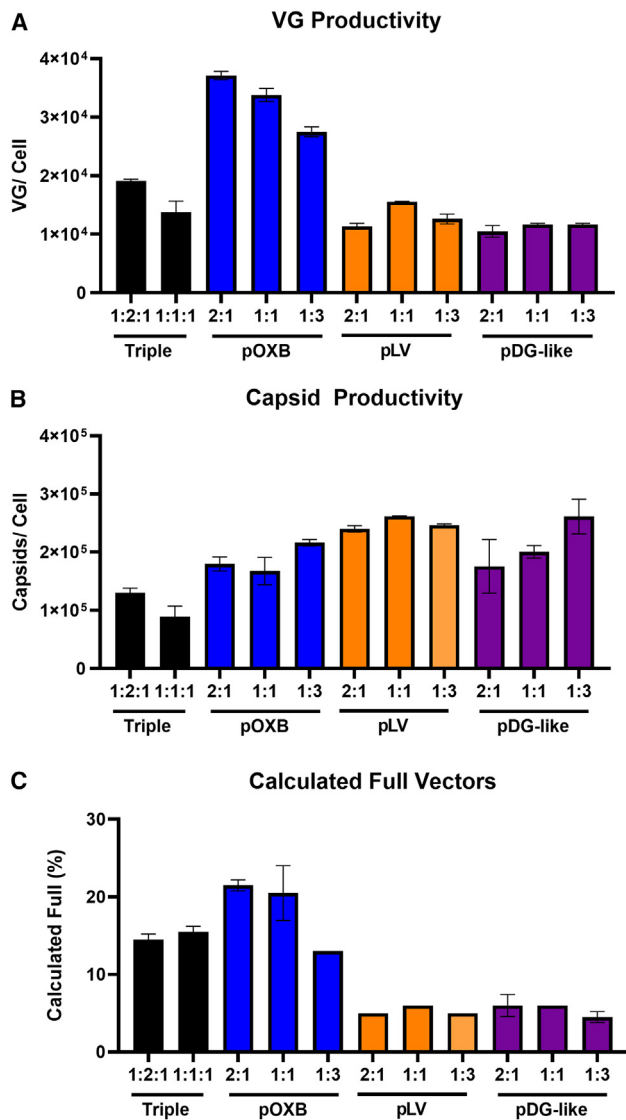 A
VG Productivity
VG/ Cell
4×10⁴
3×10⁴
2×10⁴
1×10⁴
0
1:2:1 1:1:1 2:1 1:1 1:3 2:1 1:1 1:3 2:1 1:1 1:3
Triple pOXB pLV pDG-like
B
Capsid Productivity
Capsids/ Cell
4×10⁵
3×10⁵
2×10⁵
1×10⁵
0
1:2:1 1:1:1 2:1 1:1 1:3 2:1 1:1 1:3 2:1 1:1 1:3
Triple pOXB pLV pDG-like
C
Calculated Full Vectors
Calculated Full (%)
30
20
10
0
1:2:1 1:1:1 2:1 1:1 1:3 2:1 1:1 1:3 2:1 1:1 1:3
Triple pOXB pLV pDG-like